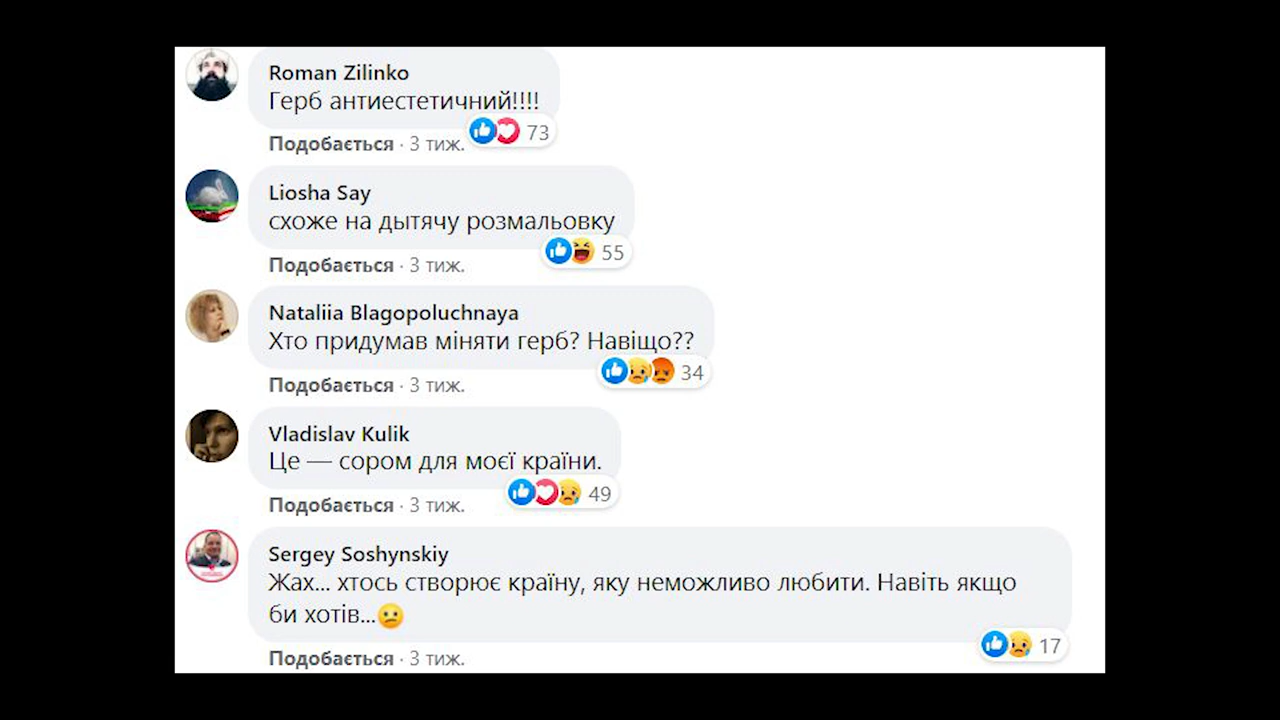 Roman Zilinko
Герб антиестетичний!!!!
73
Подобається · 3 тиж.
Liosha Say
схоже на дытячу розмальовку
55
Подобається · 3 тиж.
Nataliia Blagopoluchnaya
Хто придумав міняти герб? Навіщо??
34
Подобається · 3 тиж.
Vladislav Kulik
Це — сором для моєї країни.
49
Подобається · 3 тиж.
Sergey Soshynskiy
Жах... хтось створює країну, яку неможливо любити. Навіть якщо
би хотів...😕
17
Подобається · 3 тиж.